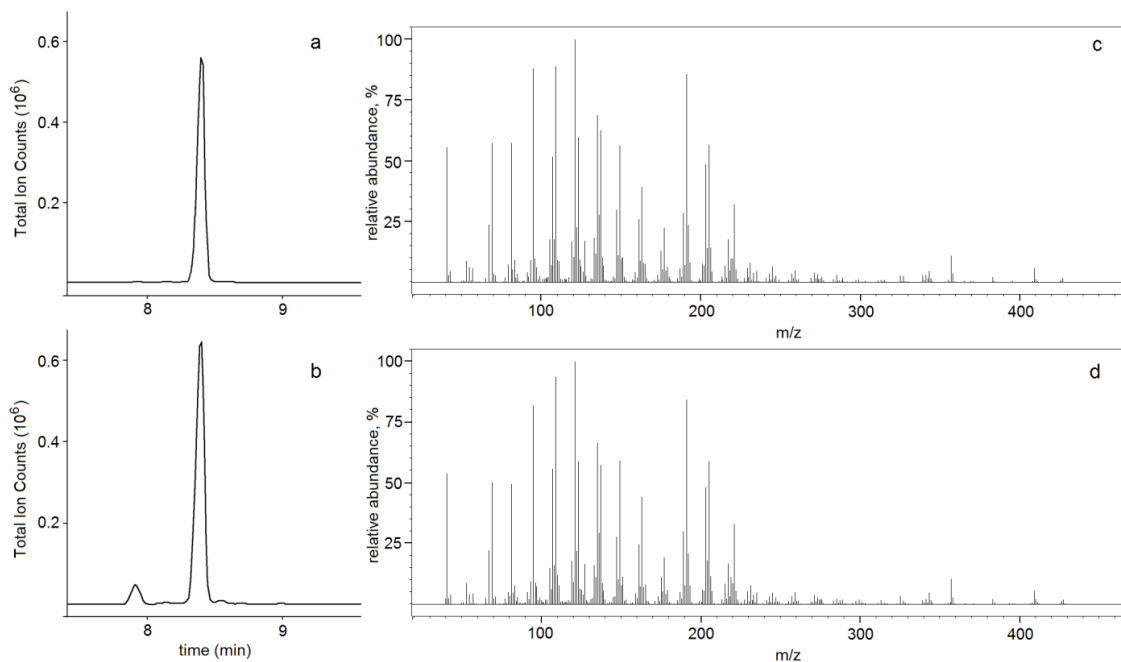 a
Total Ion Counts (10⁶)
0.6
0.4
0.2
8
9
b
Total Ion Counts (10⁶)
0.6
0.4
0.2
8
9
time (min)
c
relative abundance, %
100
75
50
25
100
200
300
400
m/z
d
relative abundance, %
100
75
50
25
100
200
300
400
m/z